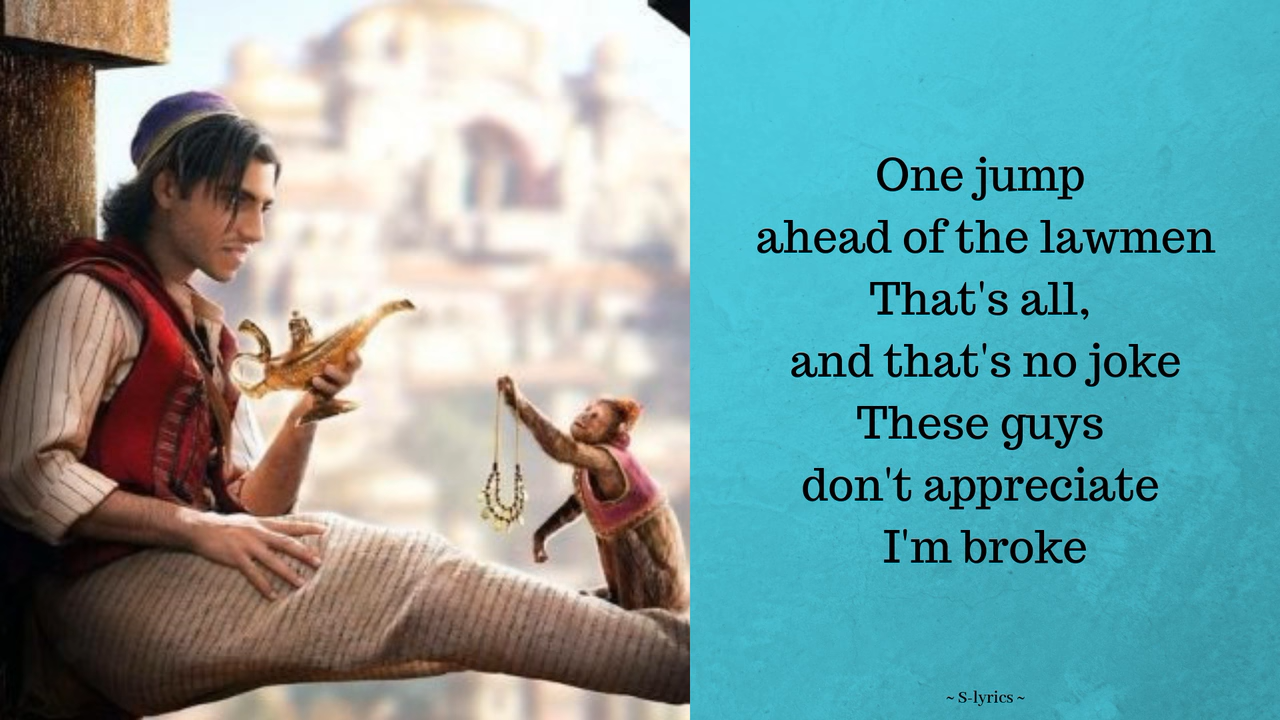 One jump
ahead of the lawmen
That's all,
and that's no joke
These guys
don't appreciate
I'm broke
~ S-lyrics ~